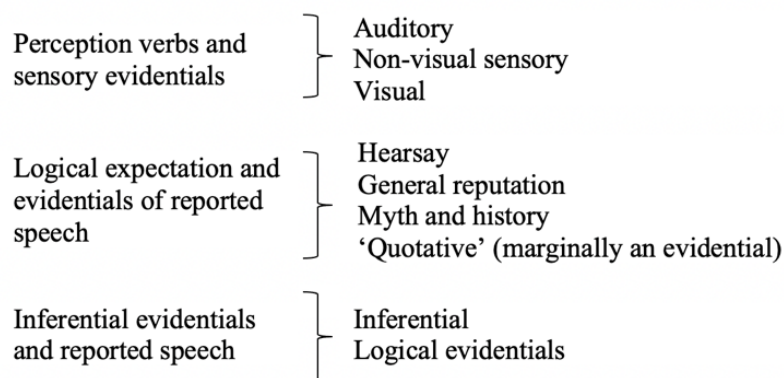 Perception verbs and
sensory evidentials
Auditory
Non-visual sensory
Visual
Logical expectation and
evidentials of reported
speech
Hearsay
General reputation
Myth and history
‘Quotative’ (marginally an evidential)
Inferential evidentials
and reported speech
Inferential
Logical evidentials